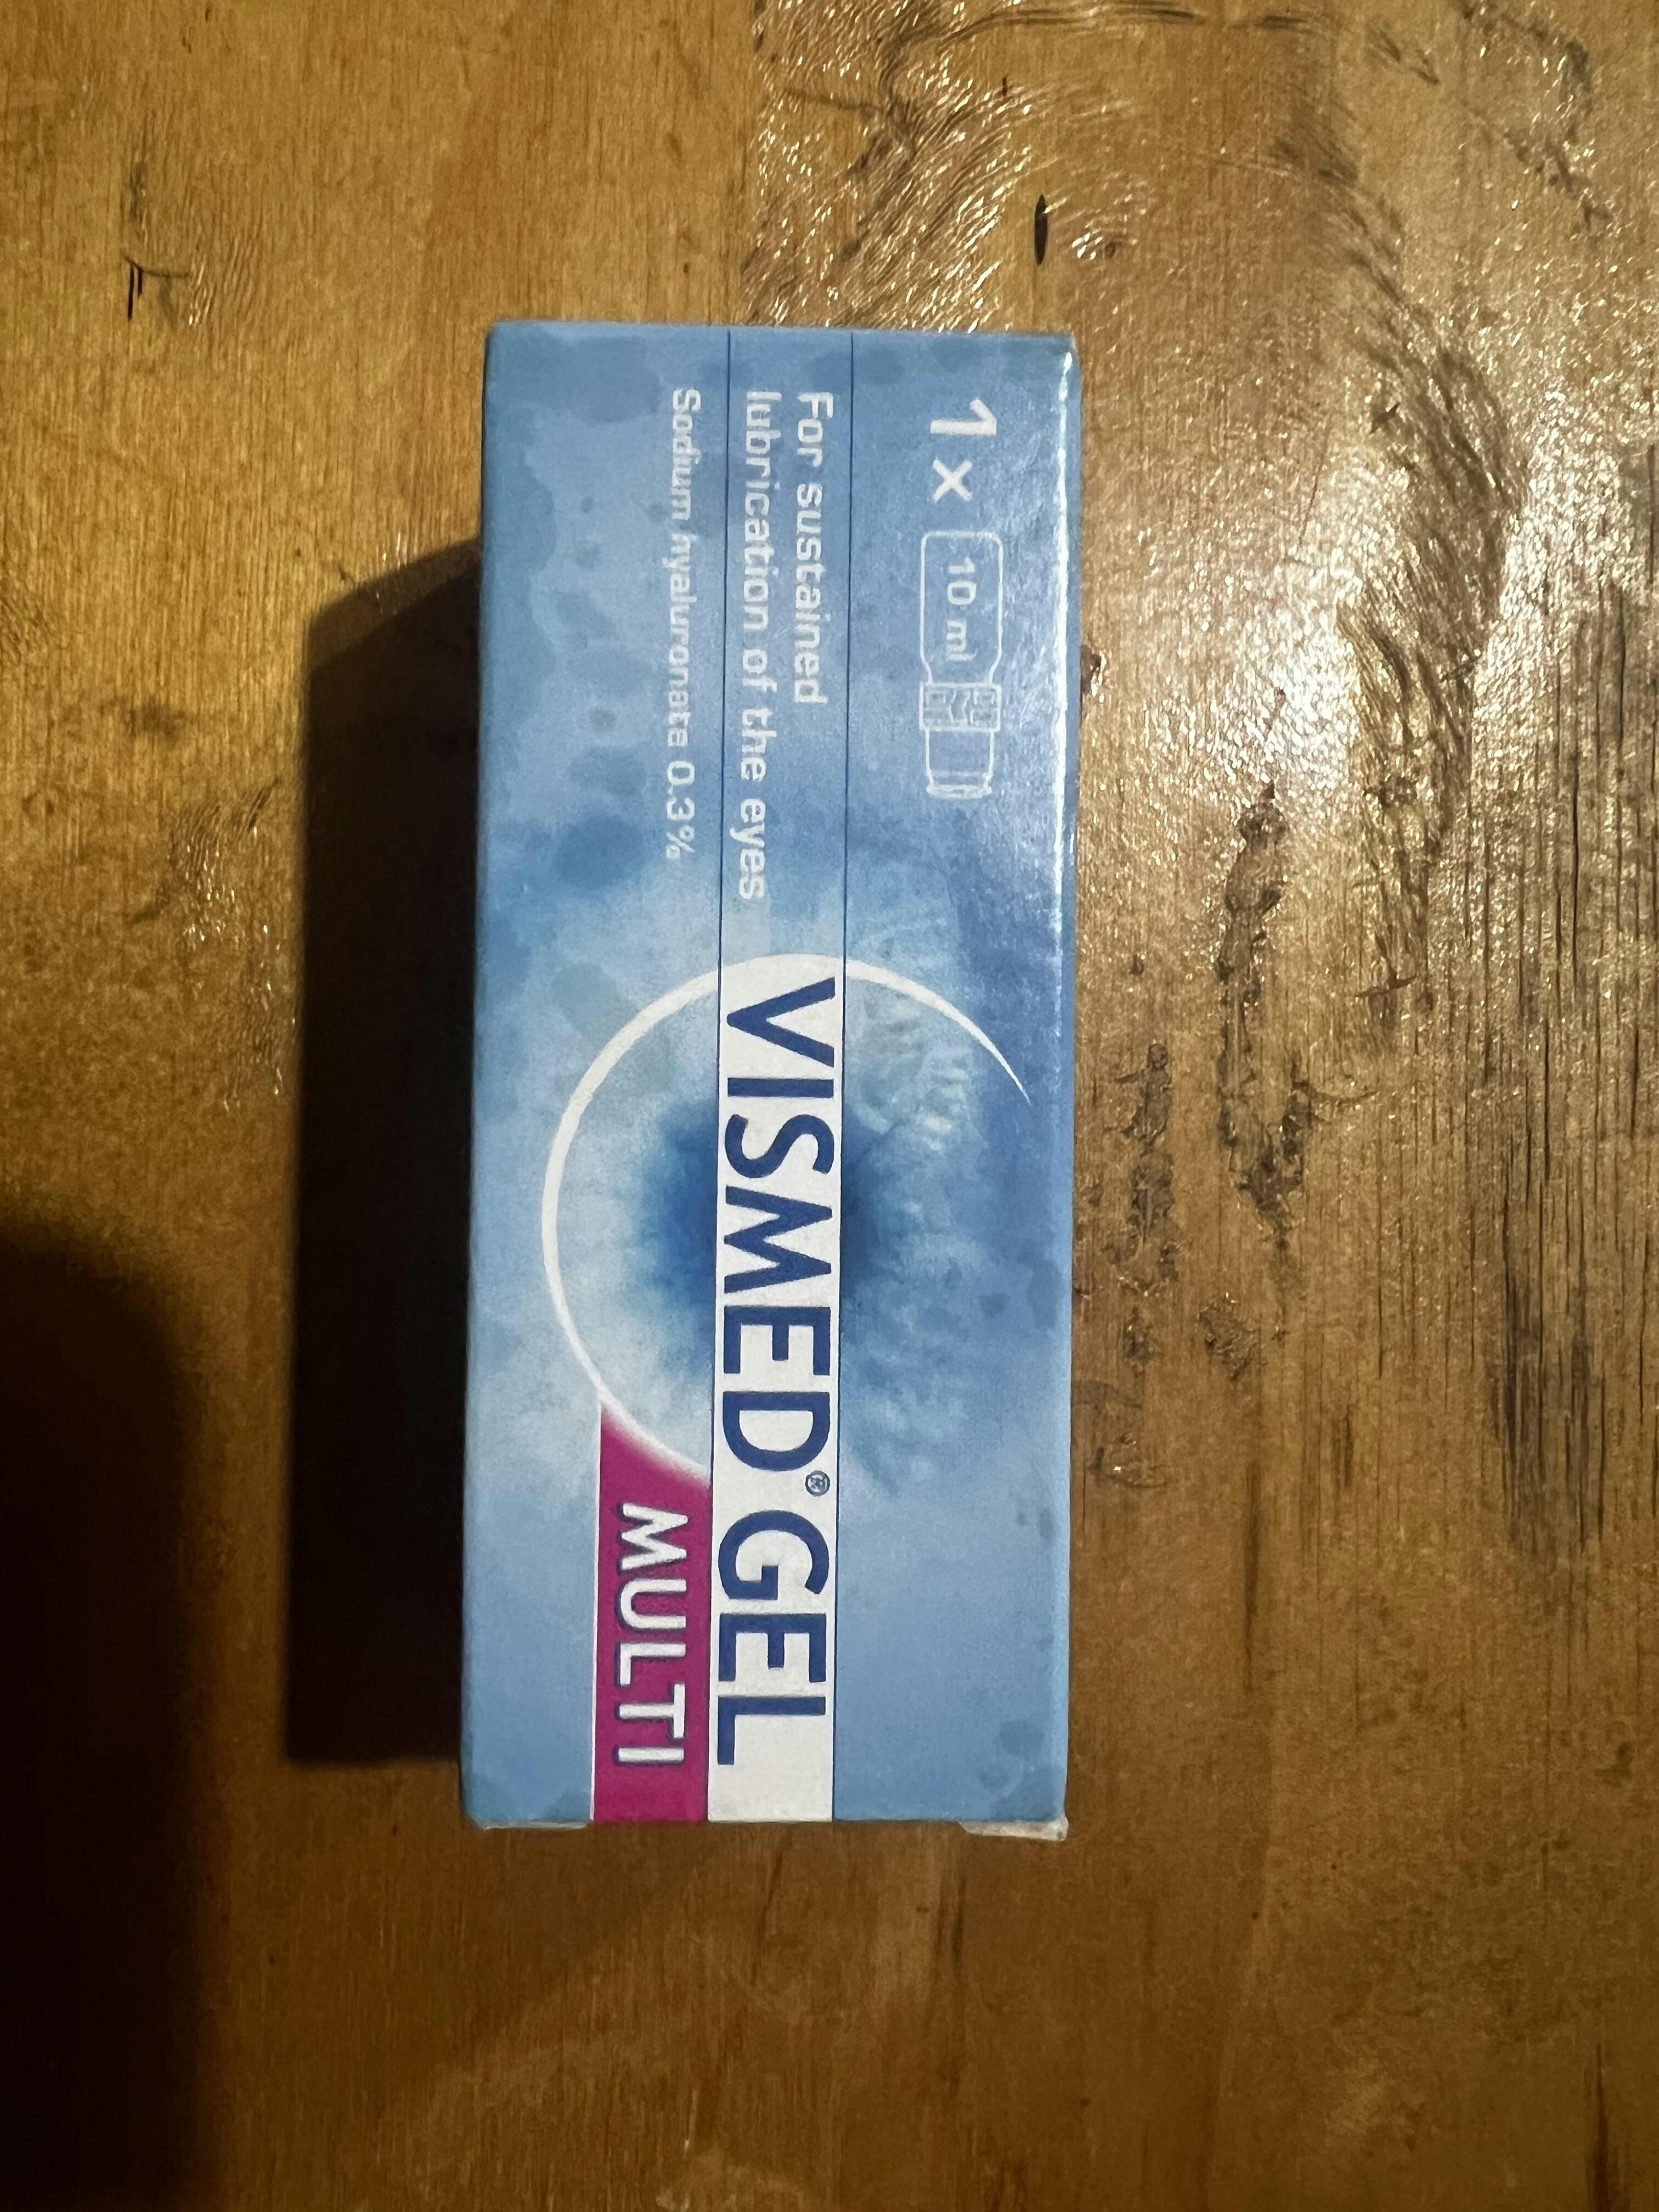 1 x 10 ml
For sustained
lubrication of the eyes
Sodium hyaluronate 0.3%
VISMED® GEL
MULTI